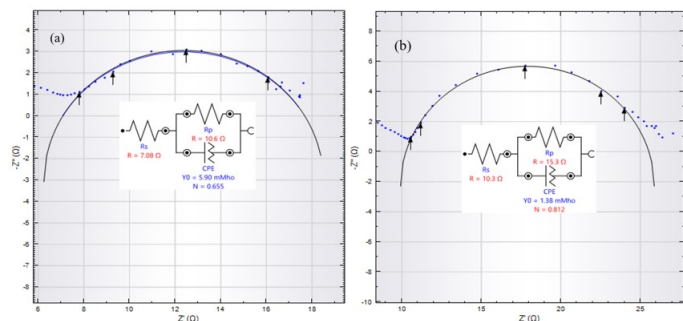 (a)
5
4
3
2
1
0
-1
-2
-3
-4
-5
-6
-7
-8
-Z'' (Ω)
6
8
10
12
14
16
18
Z' (Ω)
Rs
R = 7.08 Ω
Rp
R = 10.6 Ω
CPE
Y0 = 5.90 mMho
N = 0.655
(b)
8
6
4
2
0
-2
-4
-6
-8
-10
-Z'' (Ω)
10
15
20
25
Z' (Ω)
Rs
R = 10.3 Ω
Rp
R = 15.3 Ω
CPE
Y0 = 1.38 mMho
N = 0.812